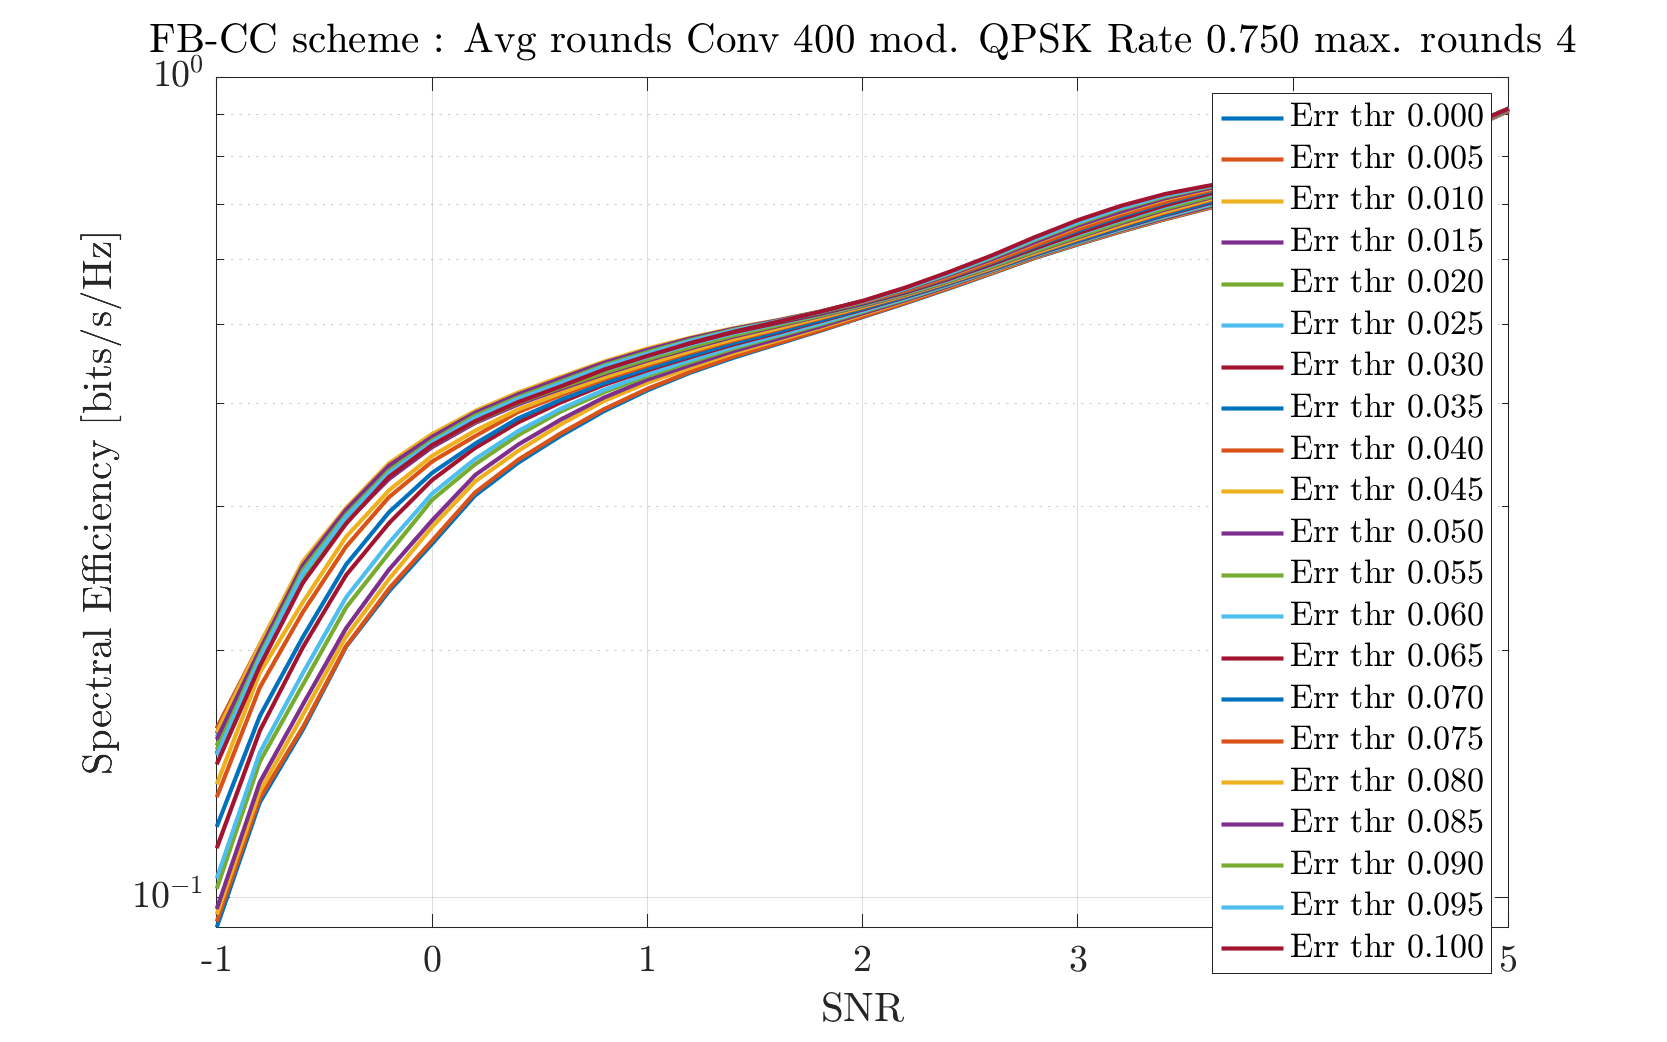 FB-CC scheme : Avg rounds Conv 400 mod. QPSK Rate 0.750 max. rounds 4
10^0
10^{-1}
Spectral Efficiency [bits/s/Hz]
Err thr 0.000
Err thr 0.005
Err thr 0.010
Err thr 0.015
Err thr 0.020
Err thr 0.025
Err thr 0.030
Err thr 0.035
Err thr 0.040
Err thr 0.045
Err thr 0.050
Err thr 0.055
Err thr 0.060
Err thr 0.065
Err thr 0.070
Err thr 0.075
Err thr 0.080
Err thr 0.085
Err thr 0.090
Err thr 0.095
Err thr 0.100
-1 0 1 2 3 5
SNR